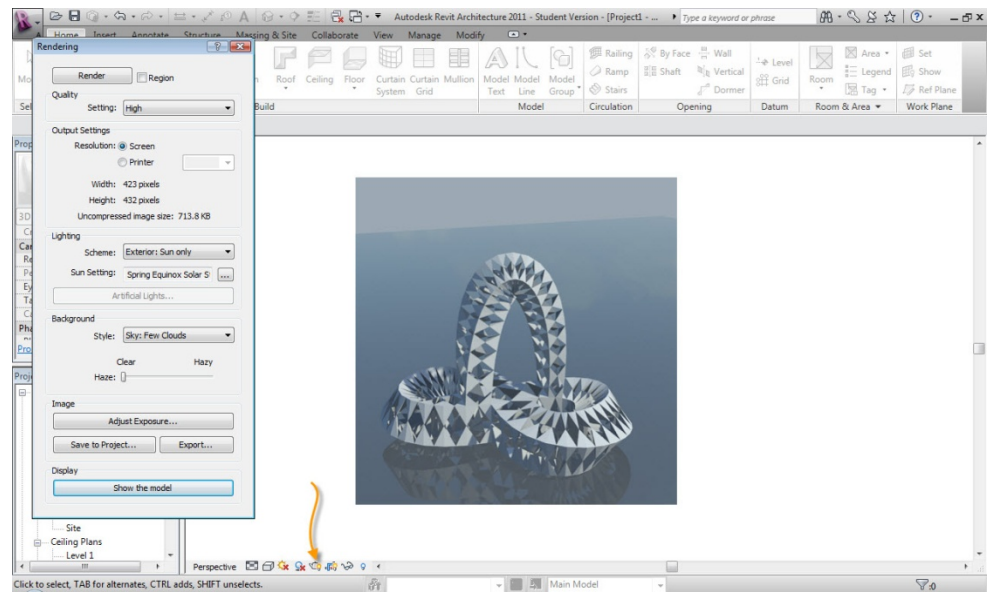 Autodesk Revit Architecture 2011 - Student Version - [Project1 - ...
Type a keyword or phrase
Home Insert Annotate Structure Massing & Site Collaborate View Manage Modify
Rendering
Render
Region
Quality
Setting: High
Output Settings
Resolution: Screen
Printer
Width: 423 pixels
Height: 432 pixels
Uncompressed image size: 713.8 KB
Lighting
Scheme: Exterior: Sun only
Sun Setting: Spring Equinox Solar S
...
Artificial Lights...
Background
Style: Sky: Few Clouds
Clear Hazy
Haze:
Image
Adjust Exposure...
Save to Project... Export...
Display
Show the model
Roof Ceiling Floor Curtain System Curtain Grid Mullion
Model Text Model Line Model Group
Railing
Ramp
Stairs
By Face
Shaft
Wall
Vertical
Dormer
Level
Grid
Room
Area
Legend
Tag
Set
Show
Ref Plane
Build Model Circulation Opening Datum Room & Area Work Plane
Prop
3D
Proj
Site
Ceiling Plans
Level 1
Perspective
Click to select, TAB for alternates, CTRL adds, SHIFT unselects.
Main Model
:0